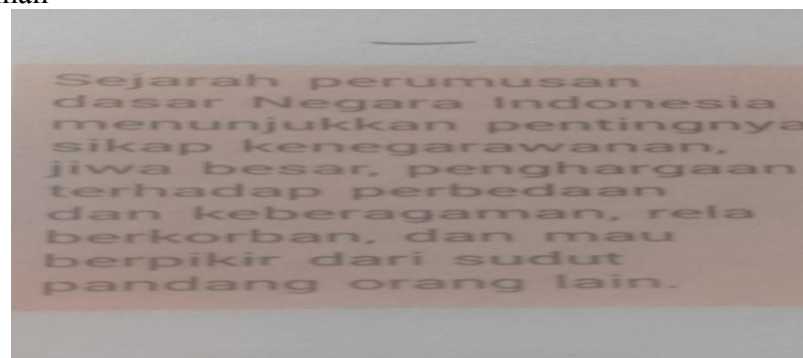 Sejarah perumusan
dasar Negara Indonesia
menunjukkan pentingnya
sikap kenegarawanan,
jiwa besar, penghargaan
terhadap perbedaan
dan keberagaman, rela
berkorban, dan mau
berpikir dari sudut
pandang orang lain.